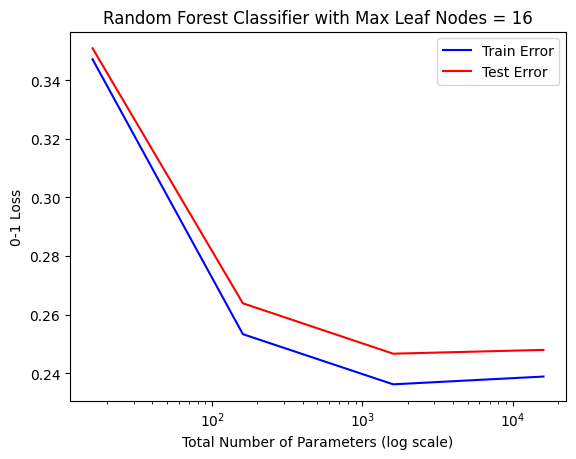 Random Forest Classifier with Max Leaf Nodes = 16
Train Error
Test Error
0.34
0.32
0.30
0.28
0.26
0.24
0-1 Loss
10² 10³ 10⁴
Total Number of Parameters (log scale)